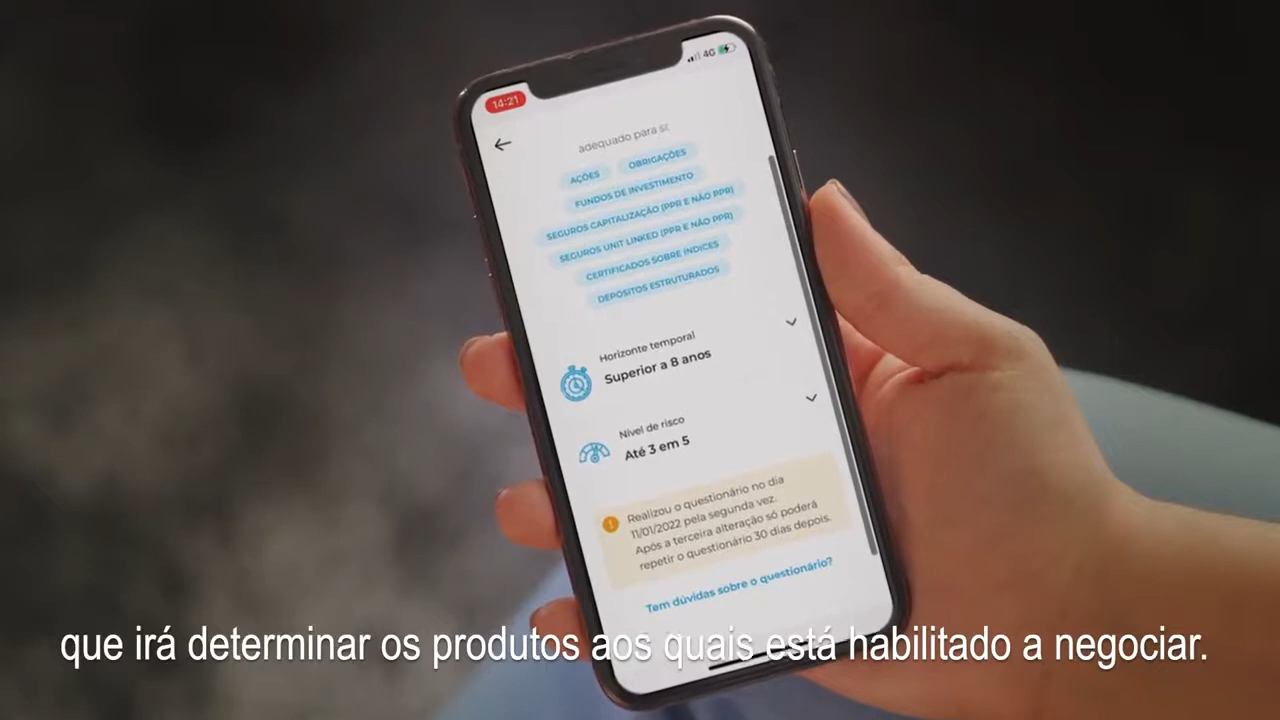 14:21
4G
adequado para
AÇÕES
OBRIGAÇÕES
FUNDOS DE INVESTIMENTO
SEGUROS CAPITALIZAÇÃO (PPR E NÃO PPR)
SEGUROS UNIT LINKED (PPR E NÃO PPR)
CERTIFICADOS SOBRE ÍNDICES
DEPÓSITOS ESTRUTURADOS
Horizonte temporal
Superior a 8 anos
Nível de risco
Até 3 em 5
Realizou o questionário no dia
11/01/2022 pela segunda vez.
Após a terceira alteração só poderá
repetir o questionário 30 dias depois.
Tem dúvidas sobre o questionário?
que irá determinar os produtos aos quais está habilitado a negociar.